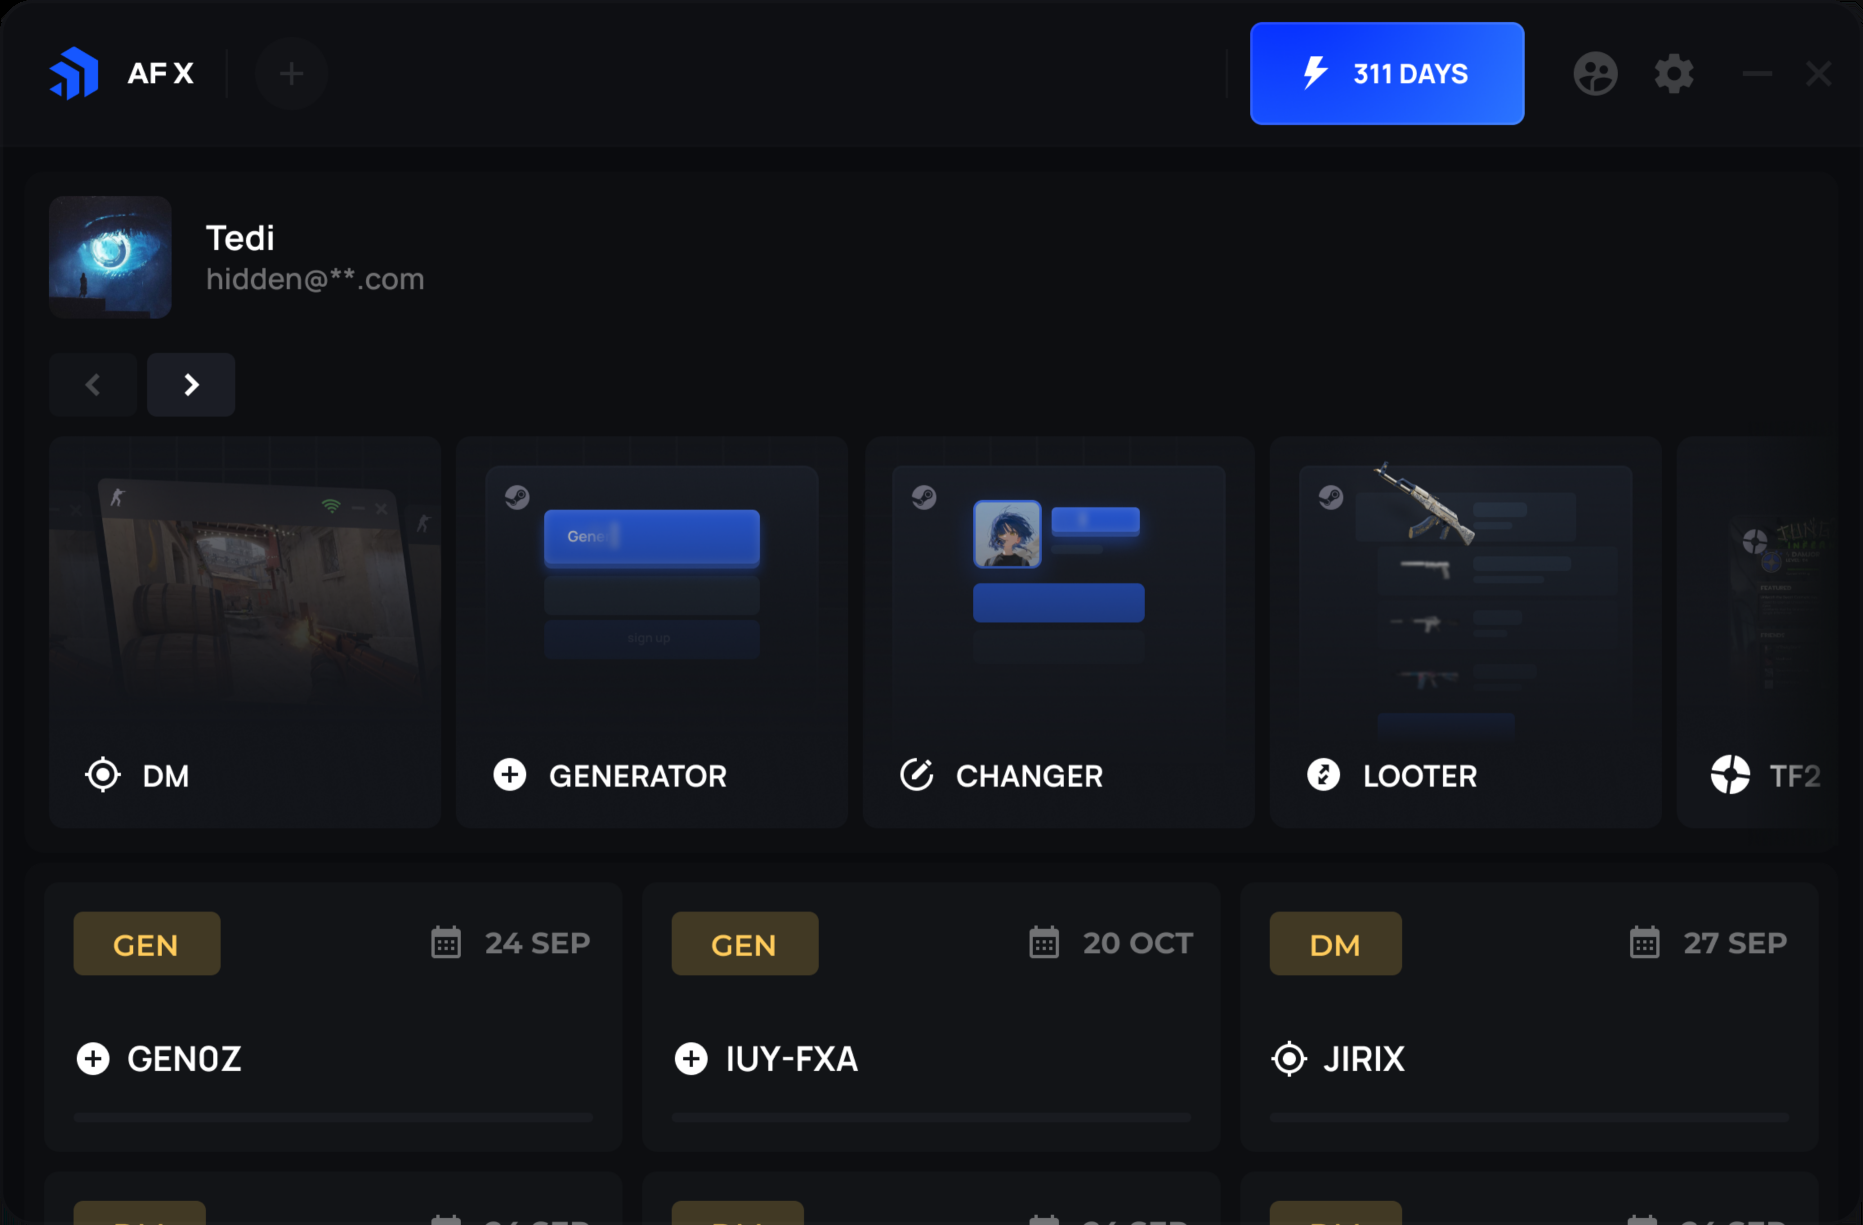 AF X
311 DAYS
Tedi
hidden@**.com
Gene
sign up
DM
GENERATOR
CHANGER
LOOTER
TF2
GEN
24 SEP
GEN0Z
GEN
20 OCT
IUY-FXA
DM
27 SEP
JIRIX